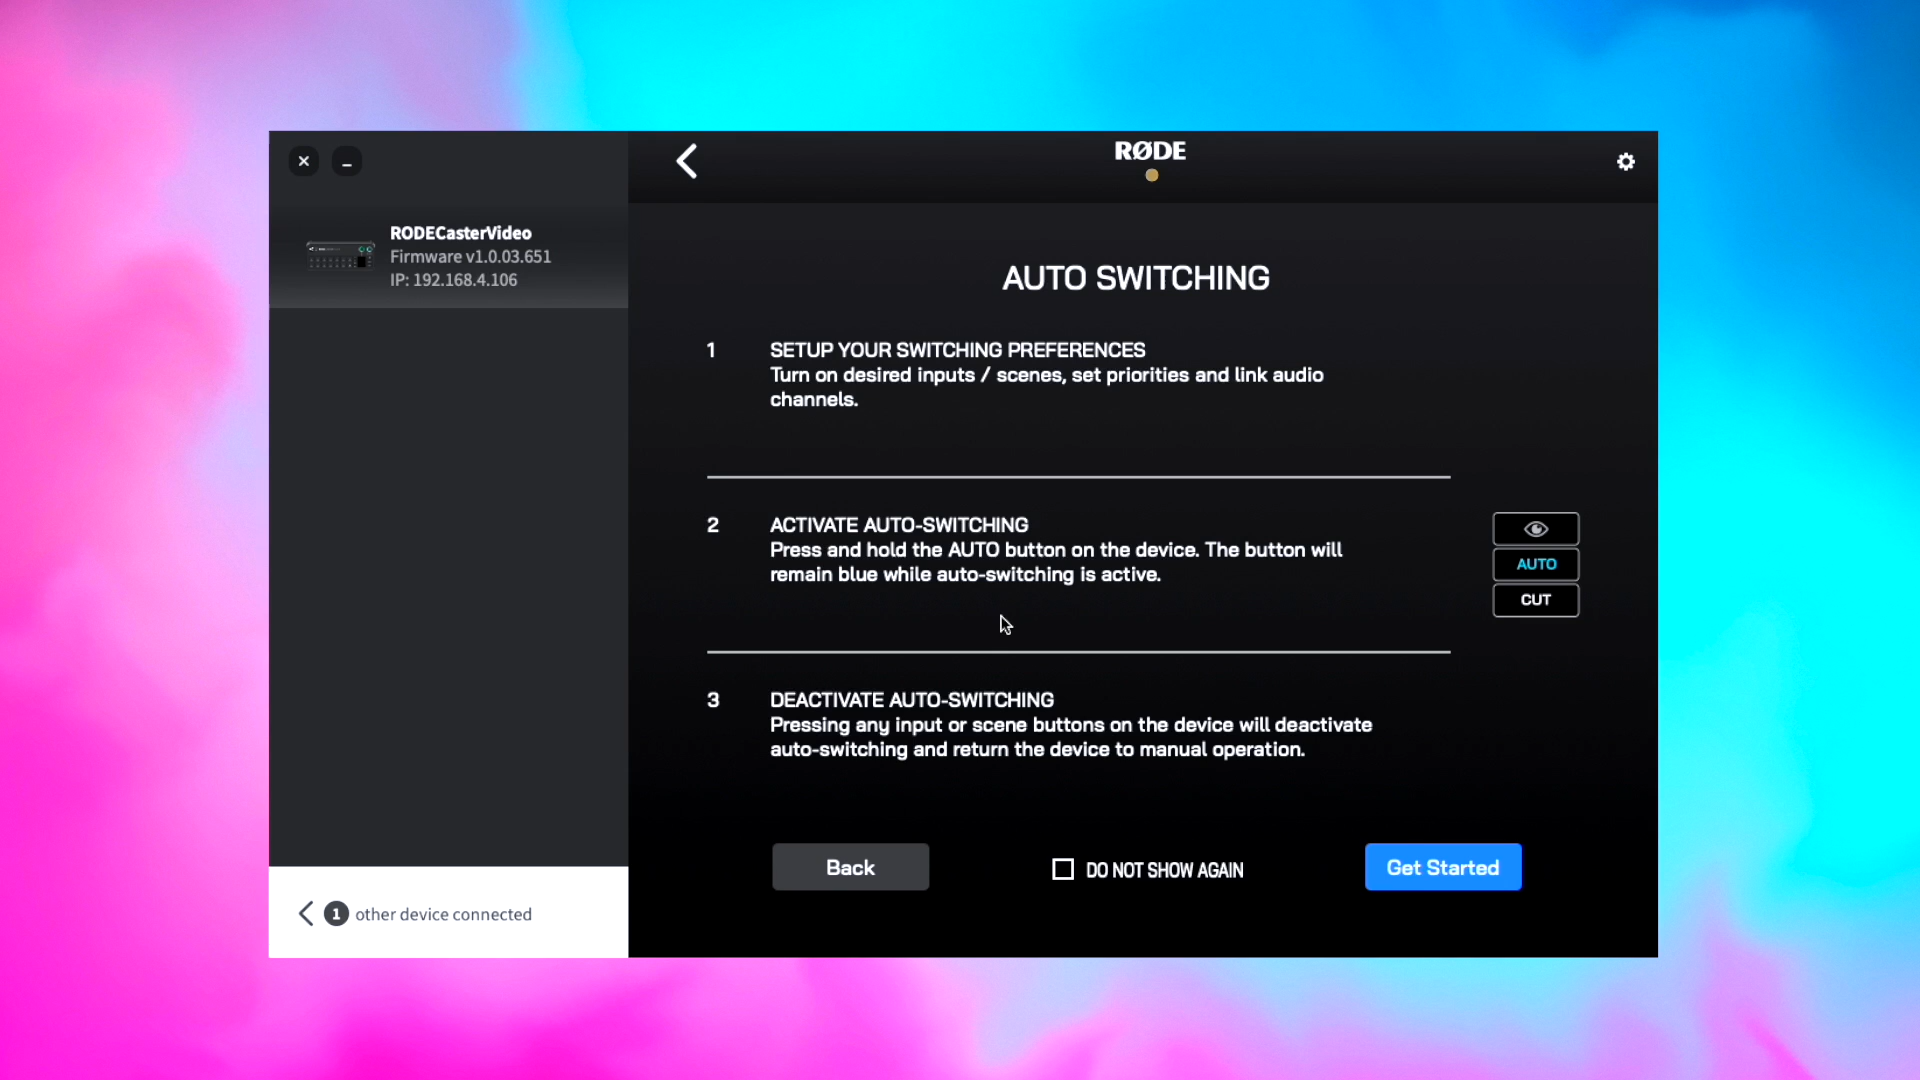 RØDE
RODECasterVideo
Firmware v1.0.03.651
IP: 192.168.4.106
AUTO SWITCHING
1
SETUP YOUR SWITCHING PREFERENCES
Turn on desired inputs / scenes, set priorities and link audio
channels.
2
ACTIVATE AUTO-SWITCHING
Press and hold the AUTO button on the device. The button will
remain blue while auto-switching is active.
AUTO
CUT
3
DEACTIVATE AUTO-SWITCHING
Pressing any input or scene buttons on the device will deactivate
auto-switching and return the device to manual operation.
Back
DO NOT SHOW AGAIN
Get Started
1 other device connected